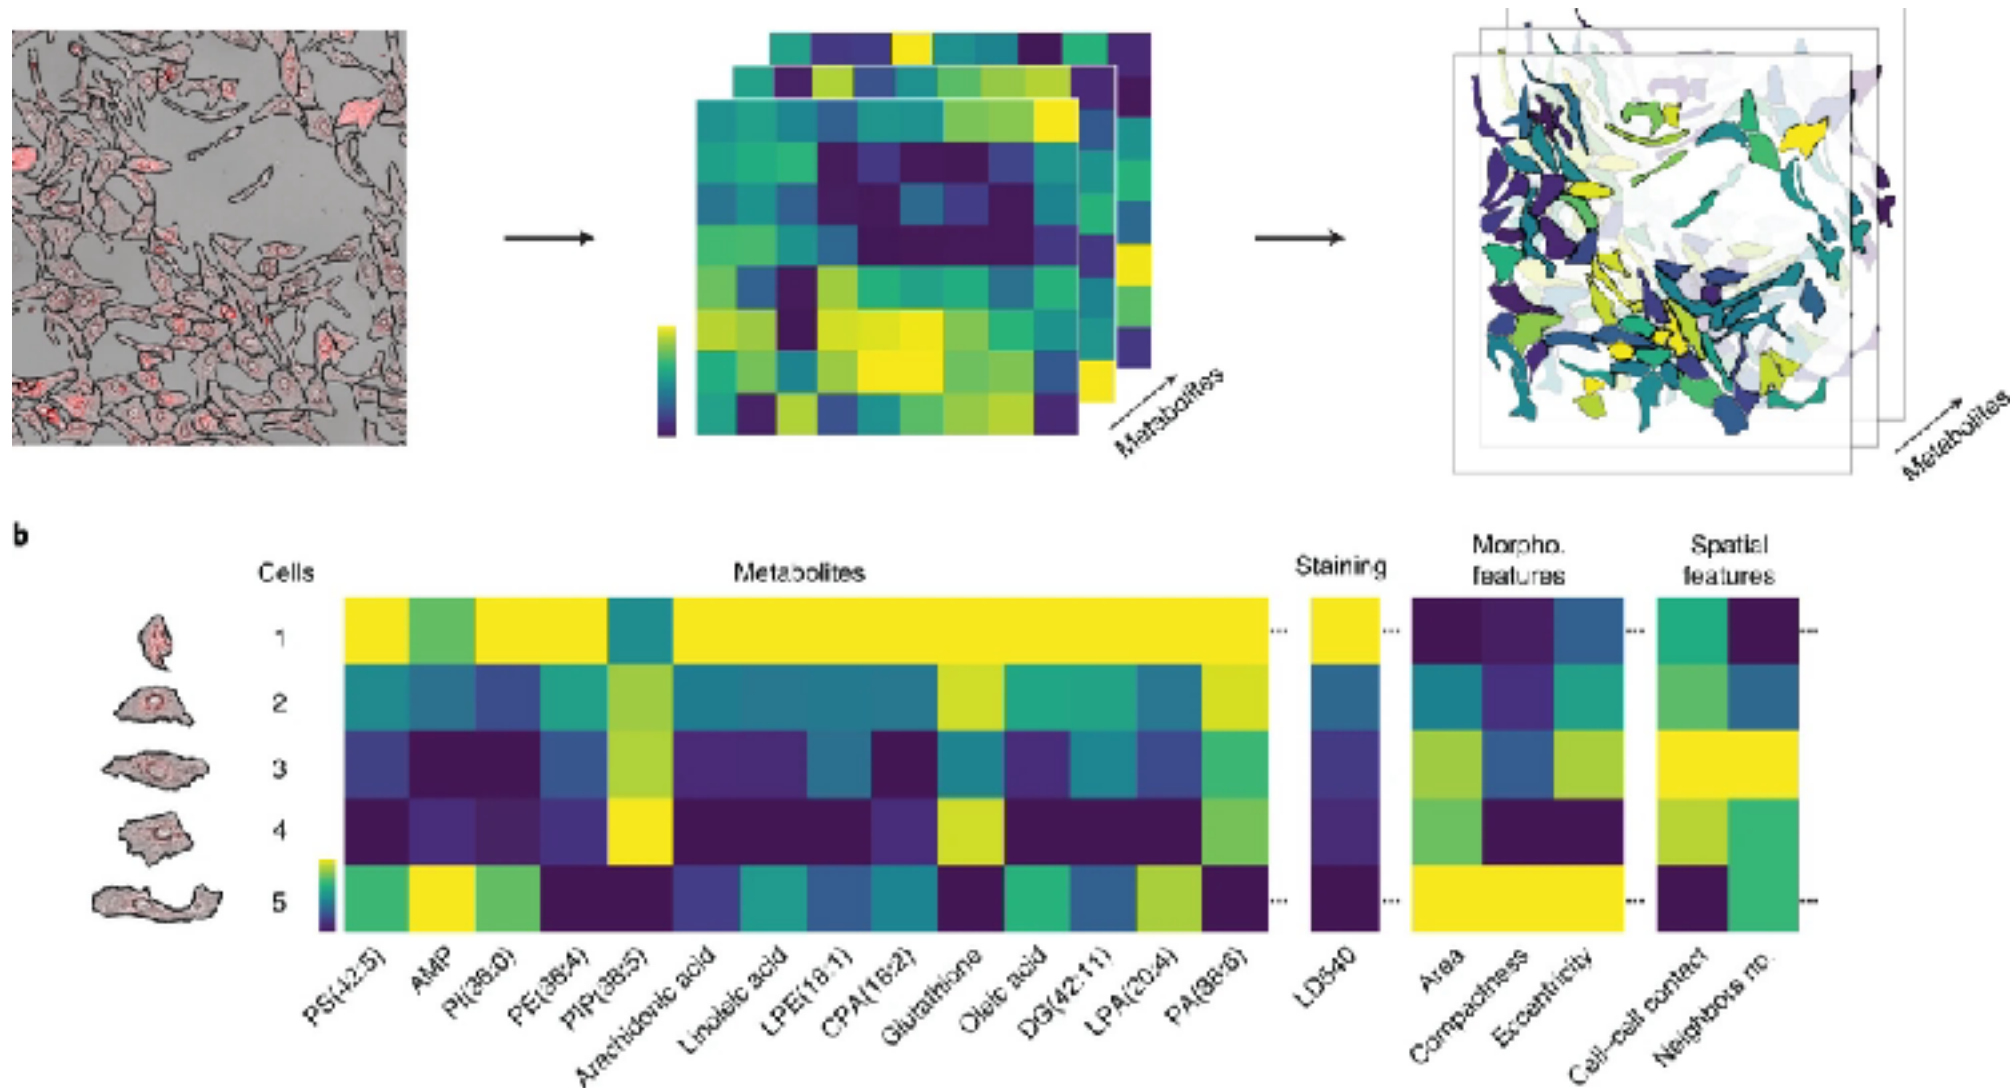 Metabolites
Metabolites
b
Cells
Metabolites
Staining
Morpho.
features
Spatial
features
1
2
3
4
5
...
...
...
...
...
...
...
...
PS(42:5)
AMP
PI(38:0)
PE(38:4)
PIP(38:5)
Arachidonic acid
Linoleic acid
LPE(18:1)
CPA(18:2)
Glutathione
Oleic acid
DG(42:11)
LPA(20:4)
PA(38:6)
LD540
Area
Compactness
Eccentricity
Cell–cell contact
Neighbors no.